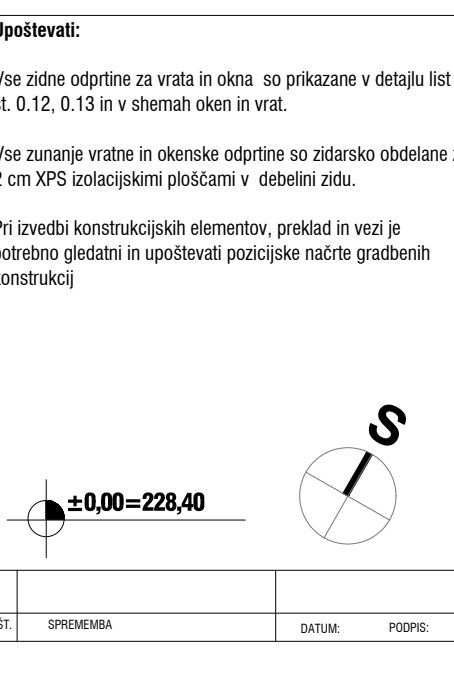 Upoštevati:
Vse zidne odprtine za vrata in okna so prikazane v detajlu list
št. 0.12, 0.13 in v shemah oken in vrat.
Vse zunanje vratne in okenske odprtine so zidarsko obdelane z
2 cm XPS izolacijskimi ploščami v debelini zidu.
Pri izvedbi konstrukcijskih elementov, preklad in vezi je
potrebno gledatni in upoštevati pozicijske načrte gradbenih
konstrukcij
S
±0,00=228,40
ŠT. SPREMEMBA DATUM: PODPIS: